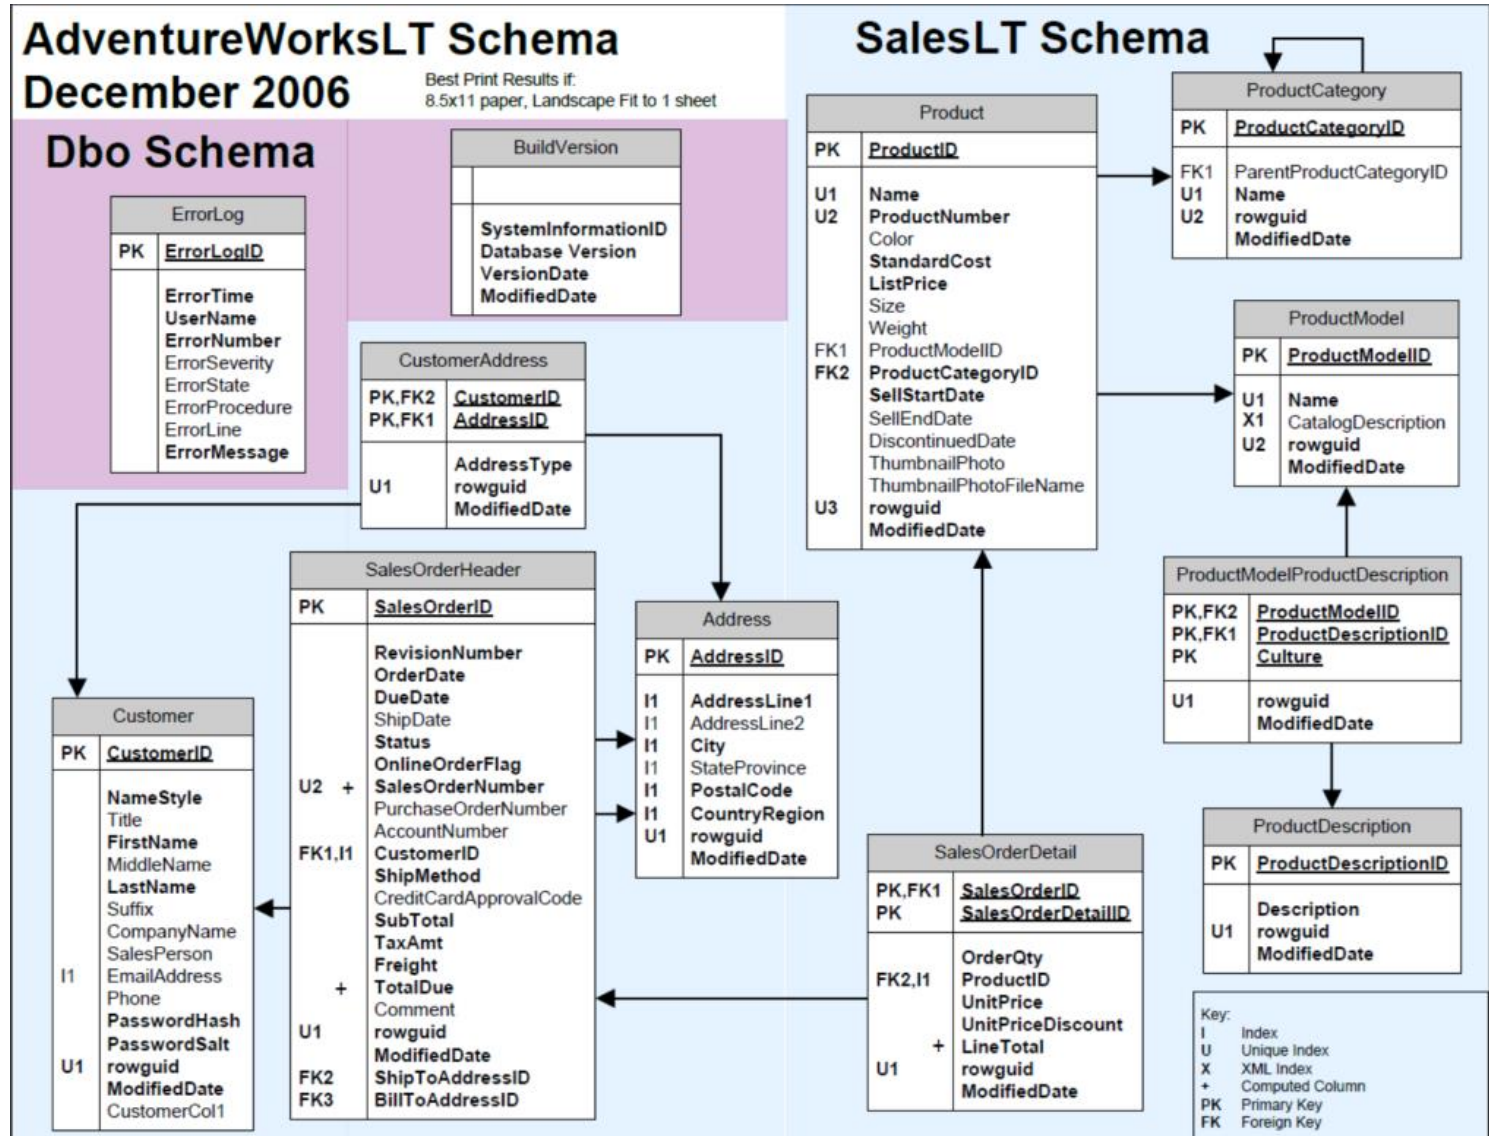 AdventureWorksLT Schema
December 2006
Best Print Results if:
8.5x11 paper, Landscape Fit to 1 sheet
SalesLT Schema
Dbo Schema
ErrorLog
PK ErrorLogID
ErrorTime
UserName
ErrorNumber
ErrorSeverity
ErrorState
ErrorProcedure
ErrorLine
ErrorMessage
BuildVersion
SystemInformationID
Database Version
VersionDate
ModifiedDate
Product
PK ProductID
U1 Name
U2 ProductNumber
Color
StandardCost
ListPrice
Size
Weight
FK1 ProductModelID
FK2 ProductCategoryID
SellStartDate
SellEndDate
DiscontinuedDate
ThumbnailPhoto
ThumbnailPhotoFileName
U3 rowguid
ModifiedDate
ProductCategory
PK ProductCategoryID
FK1 ParentProductCategoryID
U1 Name
U2 rowguid
ModifiedDate
ProductModel
PK ProductModelID
U1 Name
X1 CatalogDescription
U2 rowguid
ModifiedDate
CustomerAddress
PK,FK2 CustomerID
PK,FK1 AddressID
AddressType
U1 rowguid
ModifiedDate
SalesOrderHeader
PK SalesOrderID
RevisionNumber
OrderDate
DueDate
ShipDate
Status
OnlineOrderFlag
U2 + SalesOrderNumber
PurchaseOrderNumber
AccountNumber
FK1,I1 CustomerID
ShipMethod
CreditCardApprovalCode
SubTotal
TaxAmt
Freight
+ TotalDue
Comment
U1 rowguid
ModifiedDate
FK2 ShipToAddressID
FK3 BillToAddressID
Address
PK AddressID
I1 AddressLine1
I1 AddressLine2
I1 City
I1 StateProvince
I1 PostalCode
I1 CountryRegion
U1 rowguid
ModifiedDate
ProductModelProductDescription
PK,FK2 ProductModelID
PK,FK1 ProductDescriptionID
PK Culture
U1 rowguid
ModifiedDate
Customer
PK CustomerID
NameStyle
Title
FirstName
MiddleName
LastName
Suffix
CompanyName
SalesPerson
I1 EmailAddress
Phone
PasswordHash
PasswordSalt
U1 rowguid
ModifiedDate
CustomerCol1
SalesOrderDetail
PK,FK1 SalesOrderID
PK SalesOrderDetailID
OrderQty
FK2,I1 ProductID
UnitPrice
UnitPriceDiscount
+ LineTotal
U1 rowguid
ModifiedDate
ProductDescription
PK ProductDescriptionID
Description
U1 rowguid
ModifiedDate
Key:
I Index
U Unique Index
X XML Index
+ Computed Column
PK Primary Key
FK Foreign Key